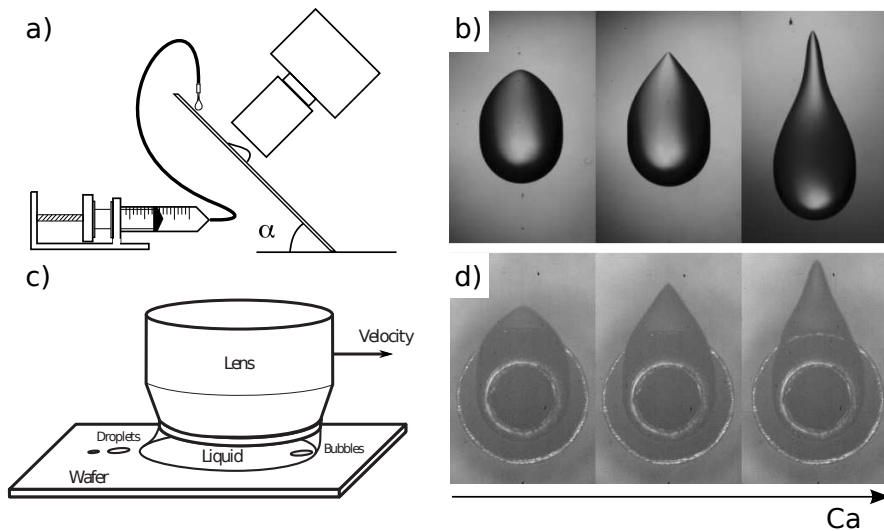 a)
α
b)
c)
Velocity
Lens
Droplets
Liquid
Bubbles
Wafer
d)
Ca